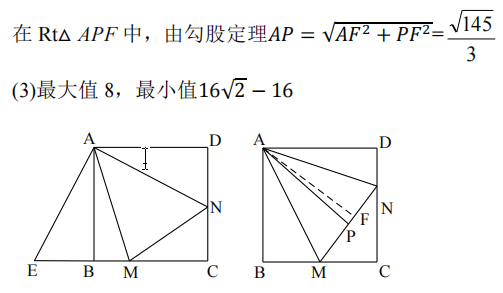 在 Rt△ APF 中，由勾股定理AP = √(AF² + PF²)=√145/3
(3)最大值 8，最小值16√2 − 16
A D A D
N N
F
P
E B M C B M C